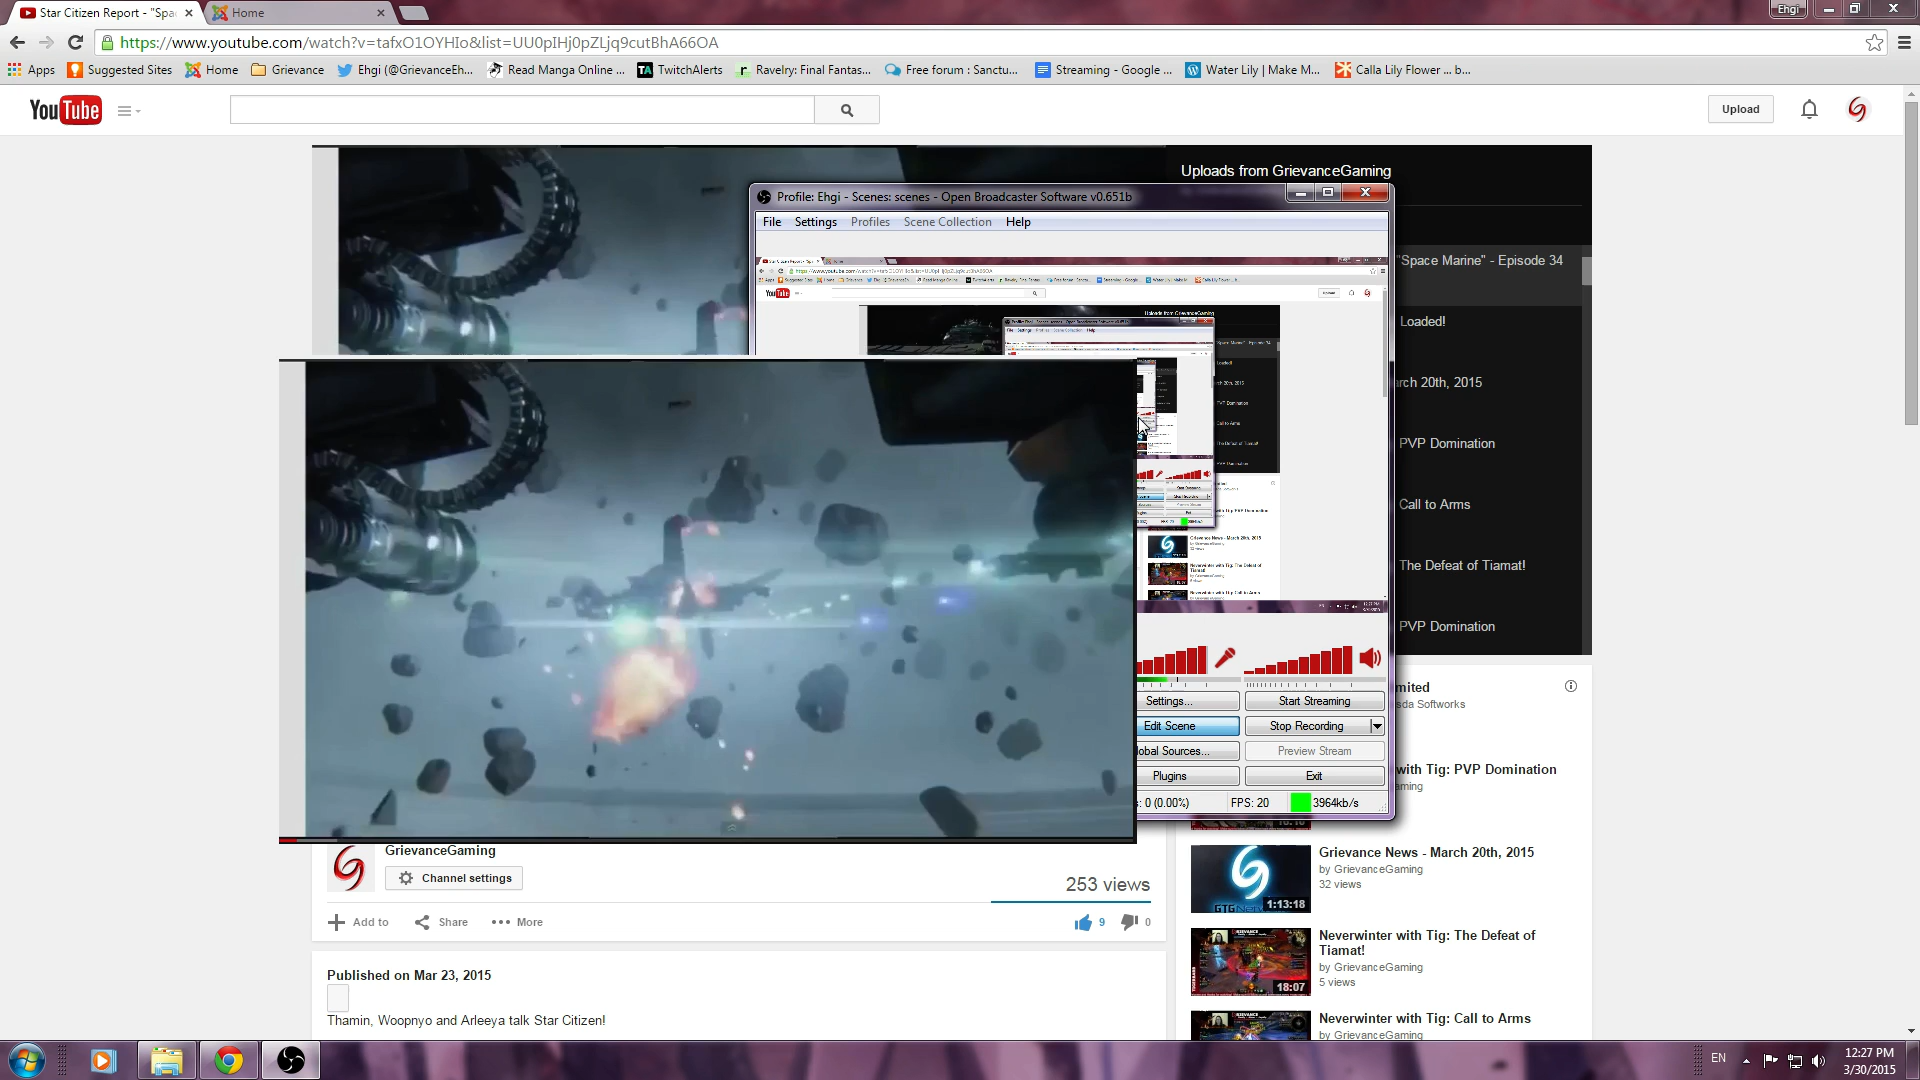 Star Citizen Report - "Spa
Home
Ehgi
https://www.youtube.com/watch?v=tafxO1OYHIo&list=UU0pIHj0pZLjq9cutBhA66OA
Apps
Suggested Sites
Home
Grievance
Ehgi (@GrievanceEh...
Read Manga Online ...
TA
TwitchAlerts
r
Ravelry: Final Fantas...
Free forum : Sanctu...
Streaming - Google ...
Water Lily | Make M...
Calla Lily Flower ... b...
YouTube
Upload
Uploads from GrievanceGaming
Profile: Ehgi - Scenes: scenes - Open Broadcaster Software v0.651b
File Settings Profiles Scene Collection Help
"Space Marine" - Episode 34
Loaded!
rch 20th, 2015
PVP Domination
Call to Arms
The Defeat of Tiamat!
PVP Domination
Settings...
Start Streaming
Edit Scene
Stop Recording
lobal Sources...
Preview Stream
Plugins
Exit
s: 0 (0.00%)
FPS: 20
3964kb/s
mited
sda Softworks
with Tig: PVP Domination
aming
GrievanceGaming
Channel settings
253 views
Add to
Share
More
9
0
Published on Mar 23, 2015
Thamin, Woopnyo and Arleeya talk Star Citizen!
Grievance News - March 20th, 2015
by GrievanceGaming
32 views
1:13:18
Neverwinter with Tig: The Defeat of
Tiamat!
by GrievanceGaming
5 views
18:07
Neverwinter with Tig: Call to Arms
by GrievanceGaming
EN
12:27 PM
3/30/2015